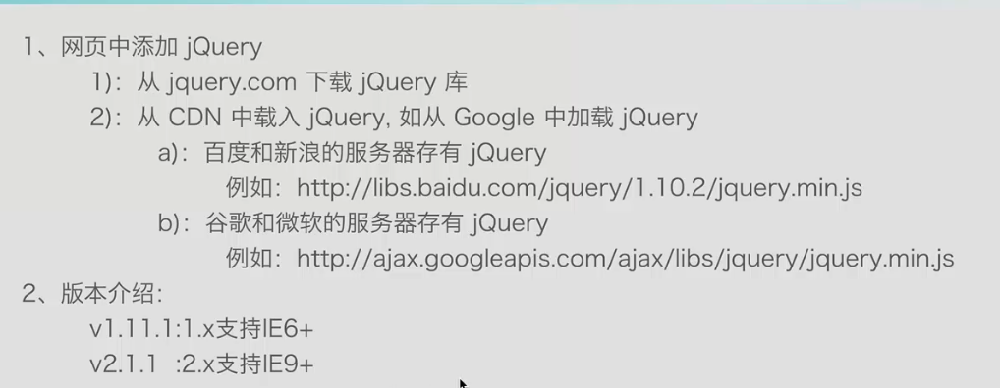 1、网页中添加 jQuery
1)：从 jquery.com 下载 jQuery 库
2)：从 CDN 中载入 jQuery, 如从 Google 中加载 jQuery
a)：百度和新浪的服务器存有 jQuery
例如：http://libs.baidu.com/jquery/1.10.2/jquery.min.js
b)：谷歌和微软的服务器存有 jQuery
例如：http://ajax.googleapis.com/ajax/libs/jquery/jquery.min.js
2、版本介绍：
v1.11.1:1.x支持IE6+
v2.1.1 :2.x支持IE9+